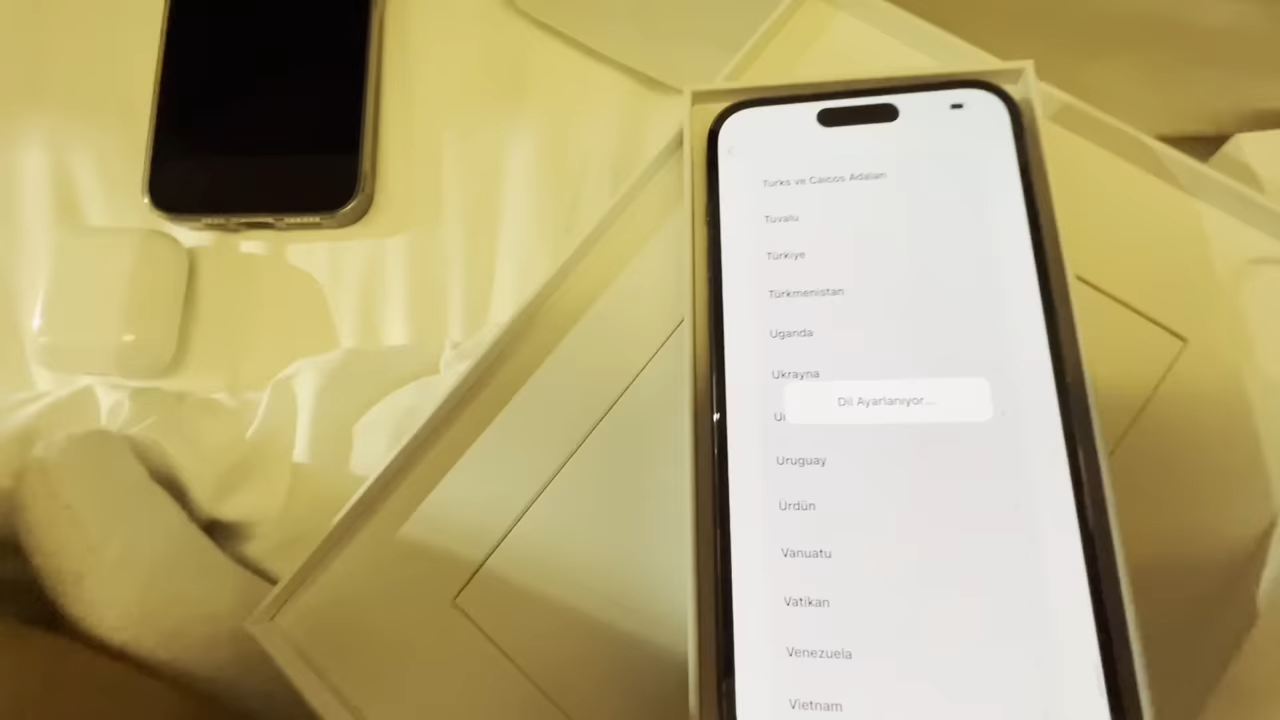 Turks ve Caicos Adaları
Tuvalu
Türkiye
Türkmenistan
Uganda
Ukrayna
Dil Ayarlanıyor...
Uruguay
Ürdün
Vanuatu
Vatikan
Venezuela
Vietnam